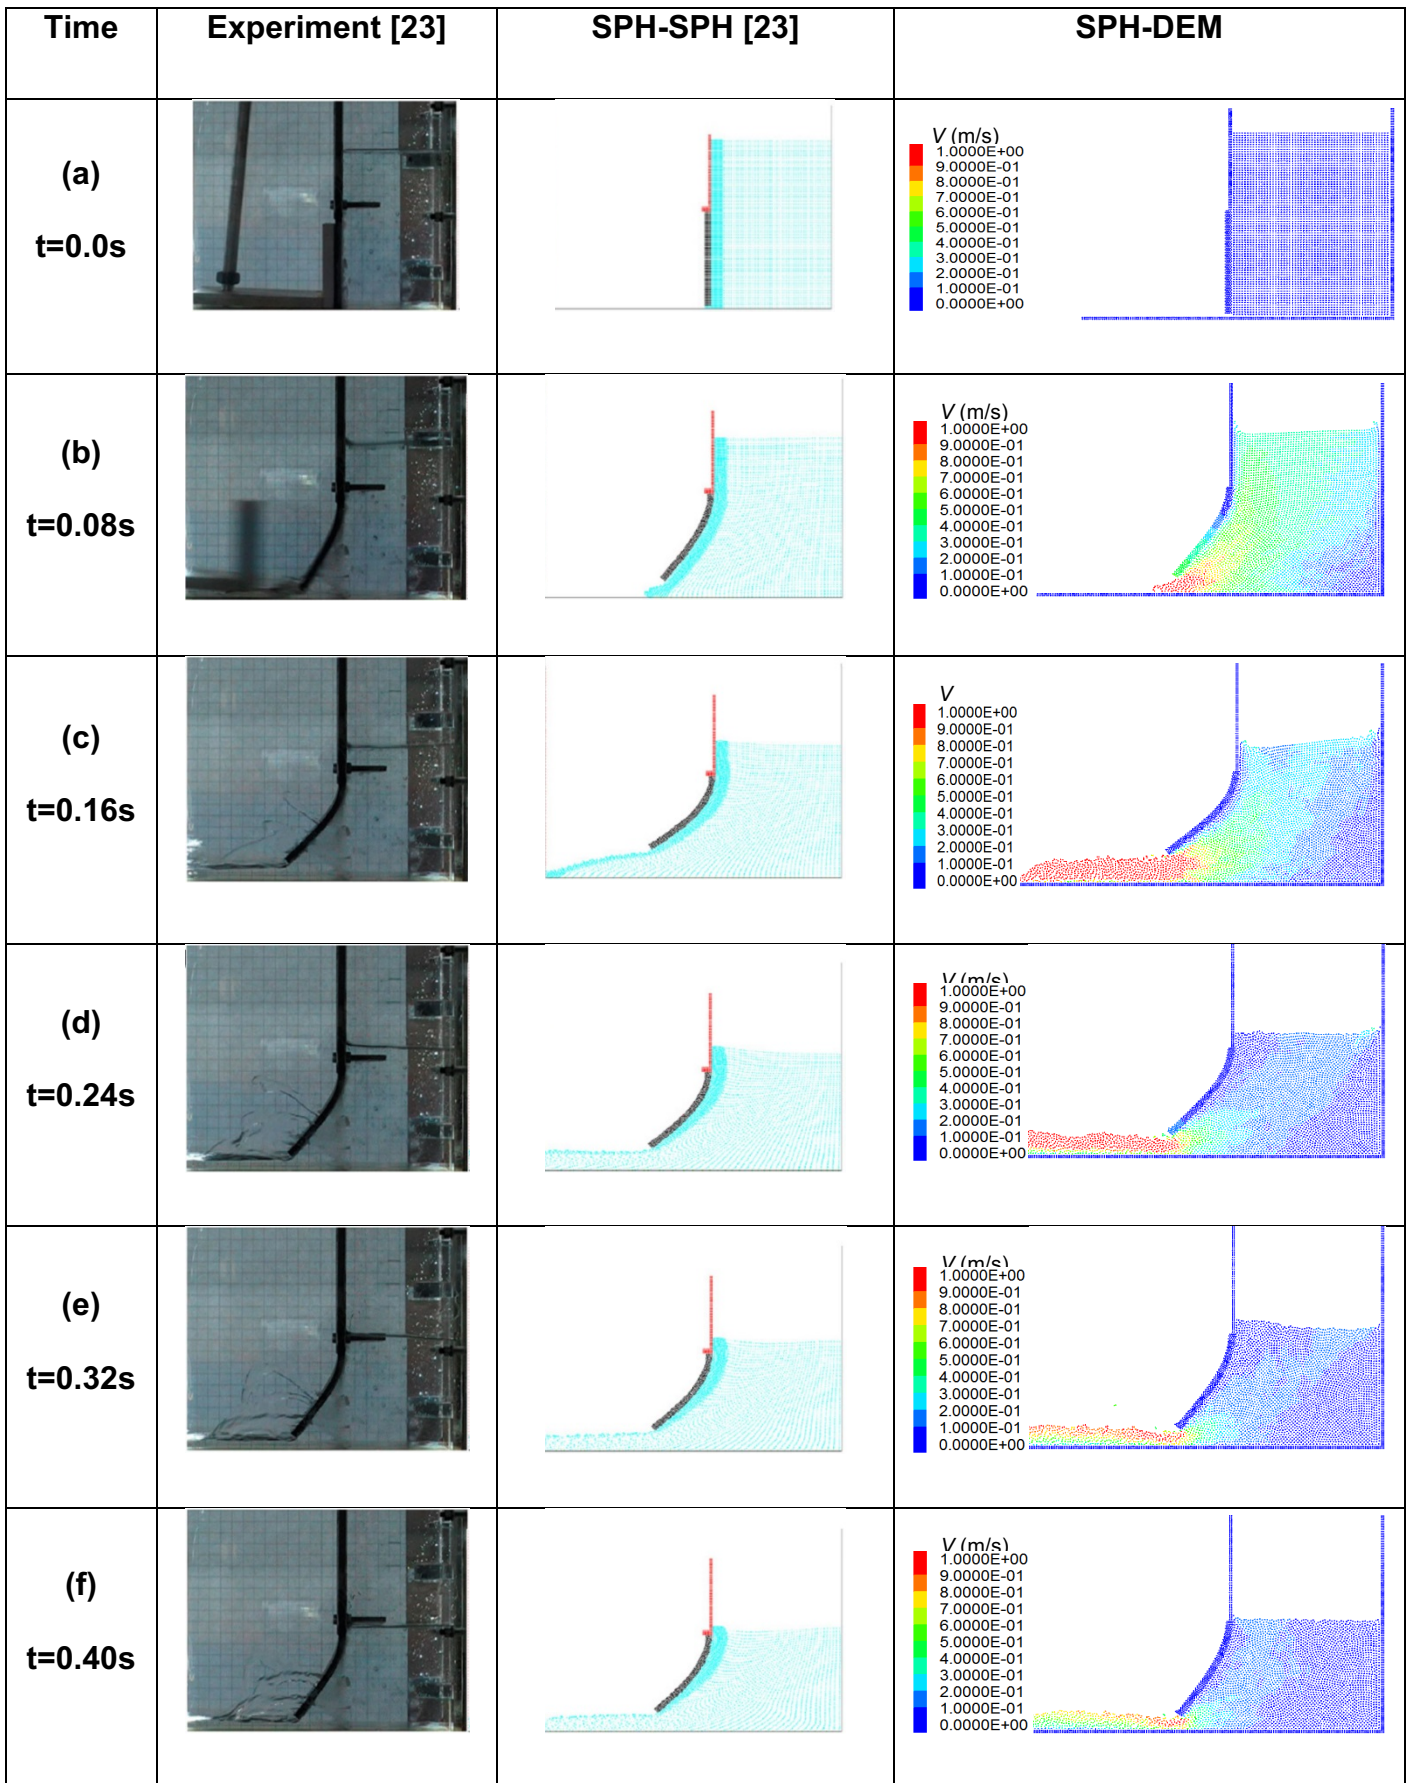 Time Experiment [23] SPH-SPH [23] SPH-DEM
(a)
t=0.0s
V (m/s)
1.0000E+00
9.0000E-01
8.0000E-01
7.0000E-01
6.0000E-01
5.0000E-01
4.0000E-01
3.0000E-01
2.0000E-01
1.0000E-01
0.0000E+00
(b)
t=0.08s
V (m/s)
1.0000E+00
9.0000E-01
8.0000E-01
7.0000E-01
6.0000E-01
5.0000E-01
4.0000E-01
3.0000E-01
2.0000E-01
1.0000E-01
0.0000E+00
(c)
t=0.16s
V
1.0000E+00
9.0000E-01
8.0000E-01
7.0000E-01
6.0000E-01
5.0000E-01
4.0000E-01
3.0000E-01
2.0000E-01
1.0000E-01
0.0000E+00
(d)
t=0.24s
V (m/s)
1.0000E+00
9.0000E-01
8.0000E-01
7.0000E-01
6.0000E-01
5.0000E-01
4.0000E-01
3.0000E-01
2.0000E-01
1.0000E-01
0.0000E+00
(e)
t=0.32s
V (m/s)
1.0000E+00
9.0000E-01
8.0000E-01
7.0000E-01
6.0000E-01
5.0000E-01
4.0000E-01
3.0000E-01
2.0000E-01
1.0000E-01
0.0000E+00
(f)
t=0.40s
V (m/s)
1.0000E+00
9.0000E-01
8.0000E-01
7.0000E-01
6.0000E-01
5.0000E-01
4.0000E-01
3.0000E-01
2.0000E-01
1.0000E-01
0.0000E+00